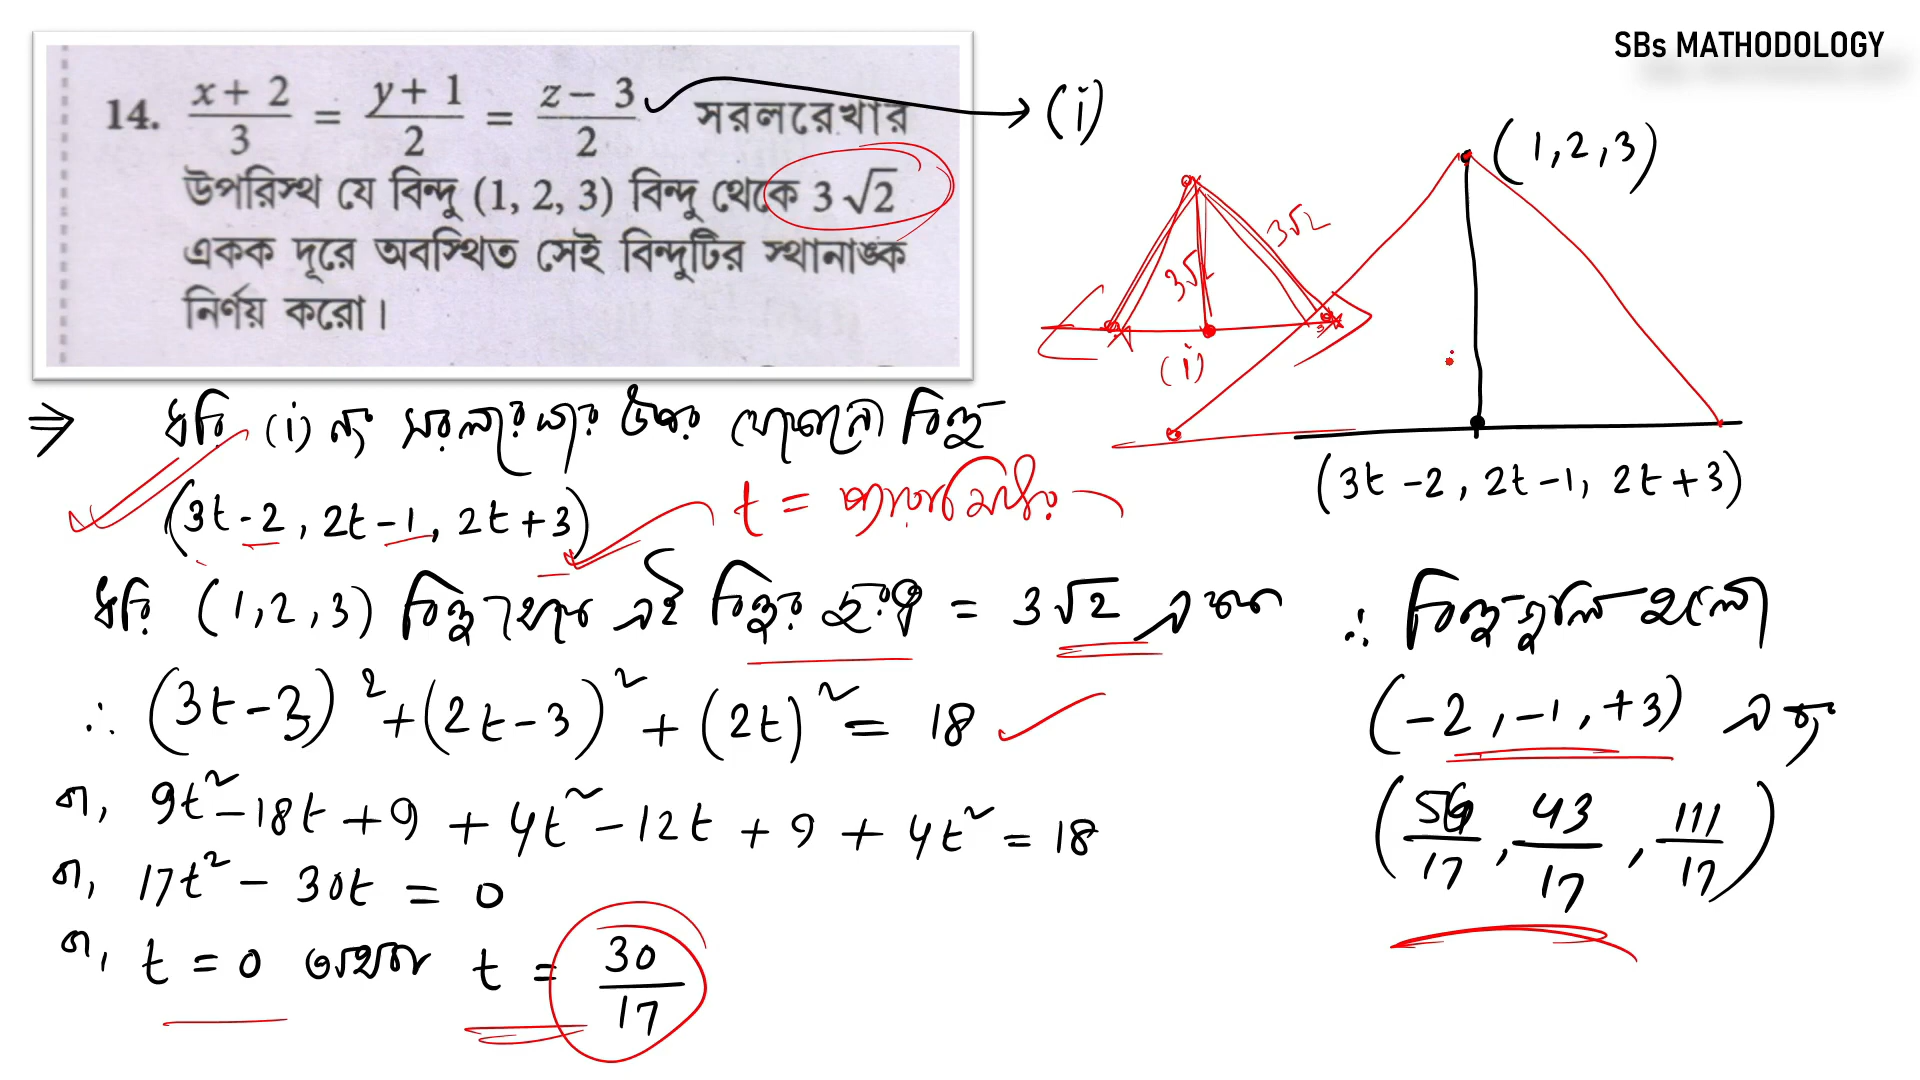 SBs MATHODOLOGY
14. (x + 2)/3 = (y + 1)/2 = (z − 3)/2 সরলরেখার
উপরিস্থ যে বিন্দু (1, 2, 3) বিন্দু থেকে 3√2
একক দূরে অবস্থিত সেই বিন্দুটির স্থানাঙ্ক
নির্ণয় করো।
(i)
(1, 2, 3)
3√2
3√2
(i)
(3t − 2, 2t − 1, 2t + 3)
⇒ ধরি (i) নং সরলরেখার উপর যেকোনো বিন্দু
(3t − 2, 2t − 1, 2t + 3)
t = প্যারামিটার
ধরি (1, 2, 3) বিন্দু থেকে এই বিন্দুর দূরত্ব = 3√2 একক
∴ (3t − 3)² + (2t − 3)² + (2t)² = 18
বা, 9t² − 18t + 9 + 4t² − 12t + 9 + 4t² = 18
বা, 17t² − 30t = 0
বা, t = 0 অথবা t = 30/17
∴ বিন্দুগুলি হলো
(−2, −1, +3) এবং
(56/17, 43/17, 111/17)